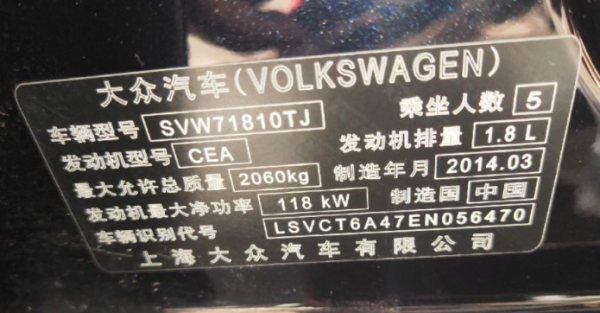 大众汽车(VOLKSWAGEN)
车辆型号 SVW71810TJ 乘坐人数 5
发动机型号 CEA 发动机排量 1.8 L
最大允许总质量 2060kg 制造年月 2014.03
发动机最大净功率 118 kW 制造国 中国
车辆识别代号 LSVCT6A47EN056470
上海大众汽车有限公司